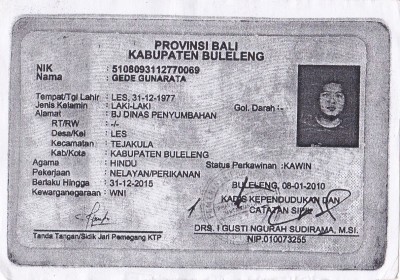 PROVINSI BALI
KABUPATEN BULELENG
NIK : 5108093112770069
Nama : GEDE GUNARATA
Tempat/Tgl Lahir : LES, 31-12-1977
Jenis Kelamin : LAKI-LAKI Gol. Darah :-
Alamat : BJ DINAS PENYUMBAHAN
RT/RW : -/-
Desa/Kel : LES
Kecamatan : TEJAKULA
Kab/Kota : KABUPATEN BULELENG
Agama : HINDU Status Perkawinan : KAWIN
Pekerjaan : NELAYAN/PERIKANAN
Berlaku Hingga : 31-12-2015 BULELENG, 08-01-2010
Kewarganegaraan : WNI KADIS KEPENDUDUKAN DAN
CATATAN SIPIL
DRS. I GUSTI NGURAH SUDIRAMA, M.SI.
Tanda Tangan/Sidik Jari Pemegang KTP NIP.010073255